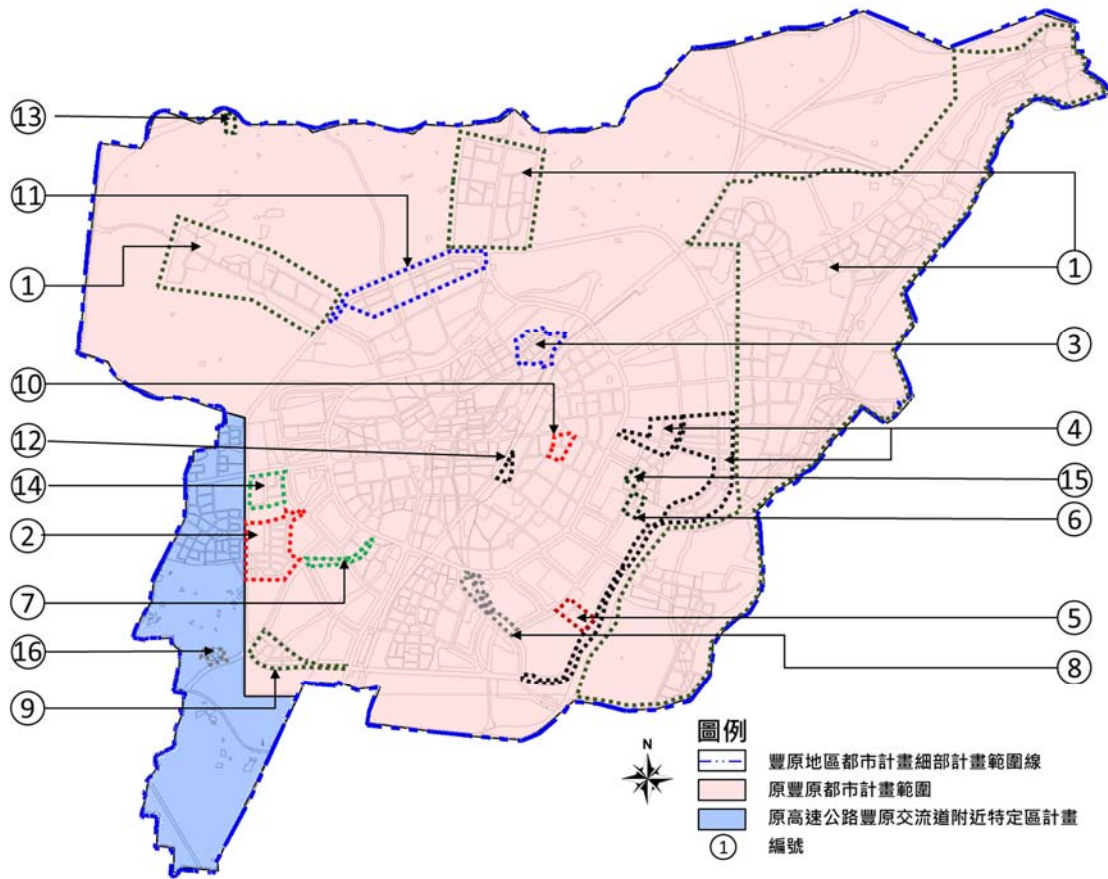 ⑬
⑪
①
⑩
⑫
⑭
②
⑦
⑯
⑨
①
③
④
⑮
⑥
⑤
⑧
N
圖例
豐原地區都市計畫細部計畫範圍線
原豐原都市計畫範圍
原高速公路豐原交流道附近特定區計畫
① 編號